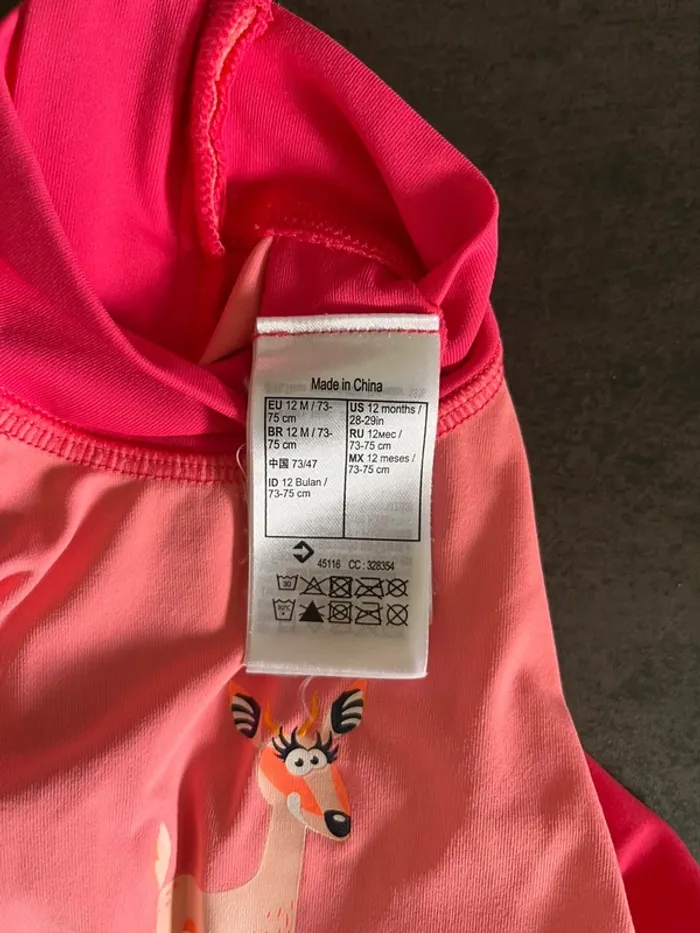 Made in China
EU 12 M / 73-
75 cm
BR 12 M / 73-
75 cm
中国 73/47
ID 12 Bulan /
73-75 cm
US 12 months /
28-29in
RU 12мес /
73-75 cm
MX 12 meses /
73-75 cm
45116 CC : 328354
30